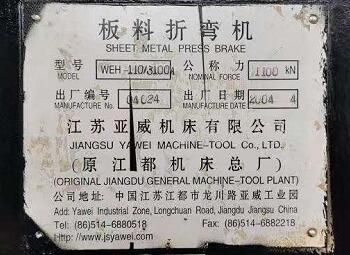 板料折弯机
SHEET METAL PRESS BRAKE
型号 WEH-110/3100 公称力 1100 kN
MODEL NOMINAL FORCE
出厂编号 04024 出厂日期 2004 4
MANUFACTURE No. MANUFACTURE DATE
江苏亚威机床有限公司
JIANGSU YAWEI MACHINE-TOOL Co., LTD.
(原江都机床总厂)
(ORIGINAL JIANGDU GENERAL MACHINE-TOOL PLANT)
公司地址: 中国江苏江都市龙川路亚威工业园
Add: Yawei Industrial Zone, Longchuan Road, Jiangdu Jiangsu China
Tel: (86)514-6880518 Fax: (86)514-6882218
Http://www.jsyawei.com